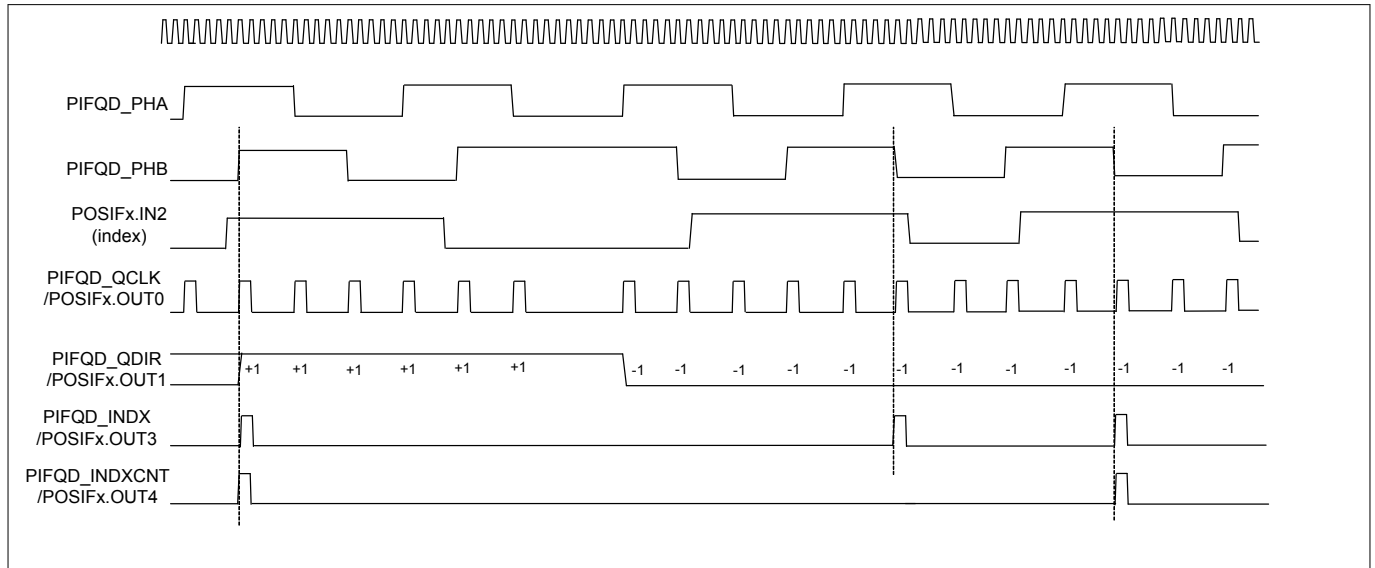 PIFQD_PHA
PIFQD_PHB
POSIFx.IN2
(index)
PIFQD_QCLK
/POSIFx.OUT0
PIFQD_QDIR
/POSIFx.OUT1
+1 +1 +1 +1 +1 +1 -1 -1 -1 -1 -1 -1 -1 -1 -1 -1 -1 -1
PIFQD_INDX
/POSIFx.OUT3
PIFQD_INDXCNT
/POSIFx.OUT4